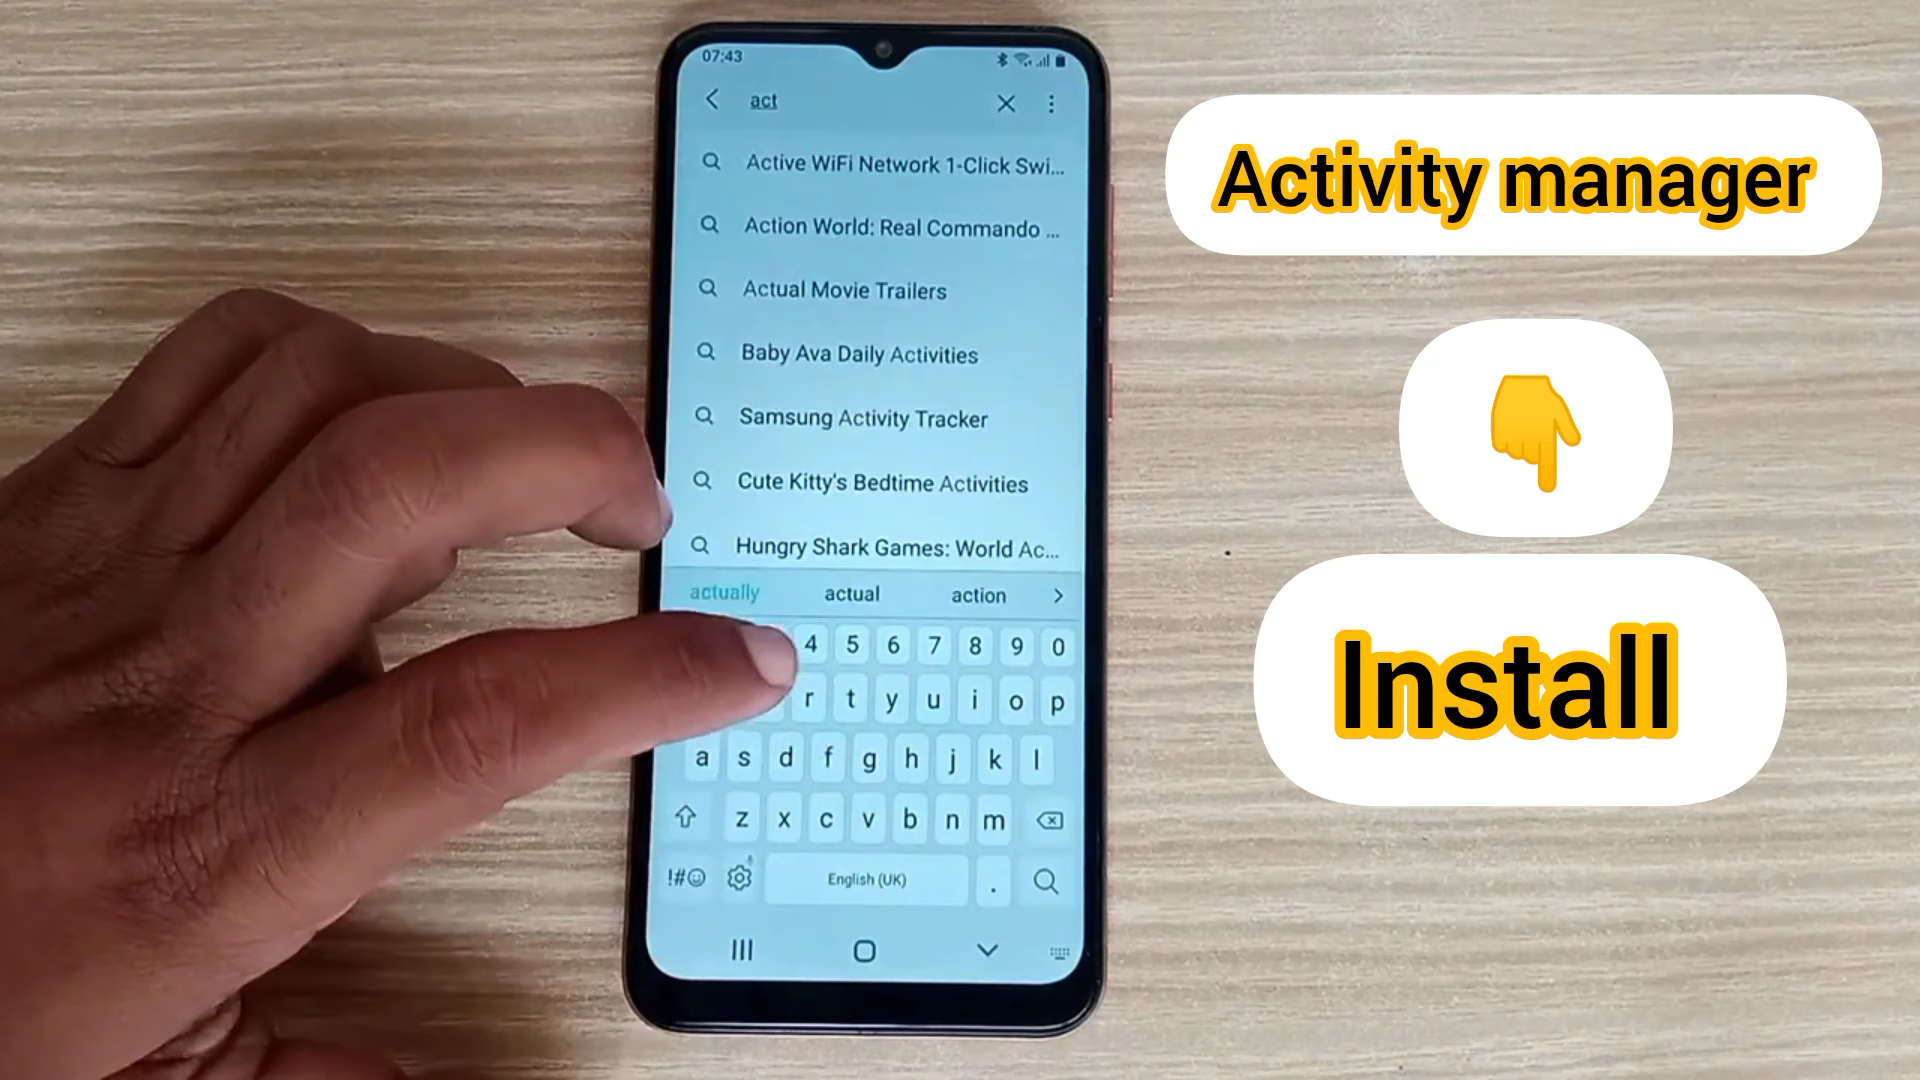 07:43
act
Active WiFi Network 1-Click Swi...
Action World: Real Commando ...
Actual Movie Trailers
Baby Ava Daily Activities
Samsung Activity Tracker
Cute Kitty's Bedtime Activities
Hungry Shark Games: World Ac...
actually actual action
4 5 6 7 8 9 0
r t y u i o p
a s d f g h j k l
z x c v b n m
!#☺ English (UK) .
Activity manager
👇
Install